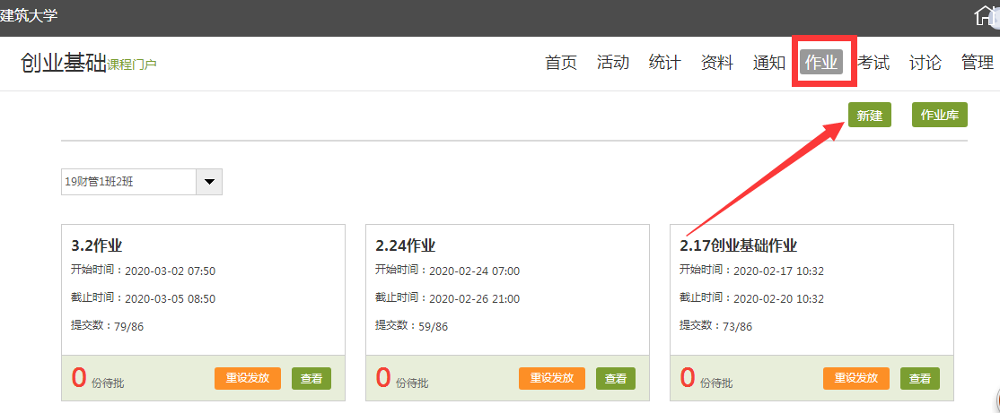 建筑大学
创业基础课程门户
首页 活动 统计 资料 通知 作业 考试 讨论 管理
新建 作业库
19财管1班2班
3.2作业
开始时间：2020-03-02 07:50
截止时间：2020-03-05 08:50
提交数：79/86
0 份待批 重设发放 查看
2.24作业
开始时间：2020-02-24 07:00
截止时间：2020-02-26 21:00
提交数：59/86
0 份待批 重设发放 查看
2.17创业基础作业
开始时间：2020-02-17 10:32
截止时间：2020-02-20 10:32
提交数：73/86
0 份待批 重设发放 查看